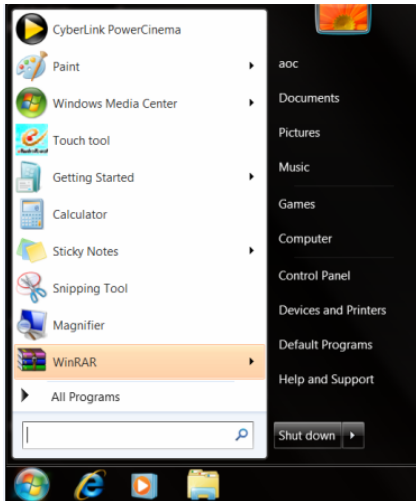 CyberLink PowerCinema
Paint
Windows Media Center
Touch tool
Getting Started
Calculator
Sticky Notes
Snipping Tool
Magnifier
WinRAR
All Programs
aoc
Documents
Pictures
Music
Games
Computer
Control Panel
Devices and Printers
Default Programs
Help and Support
Shut down